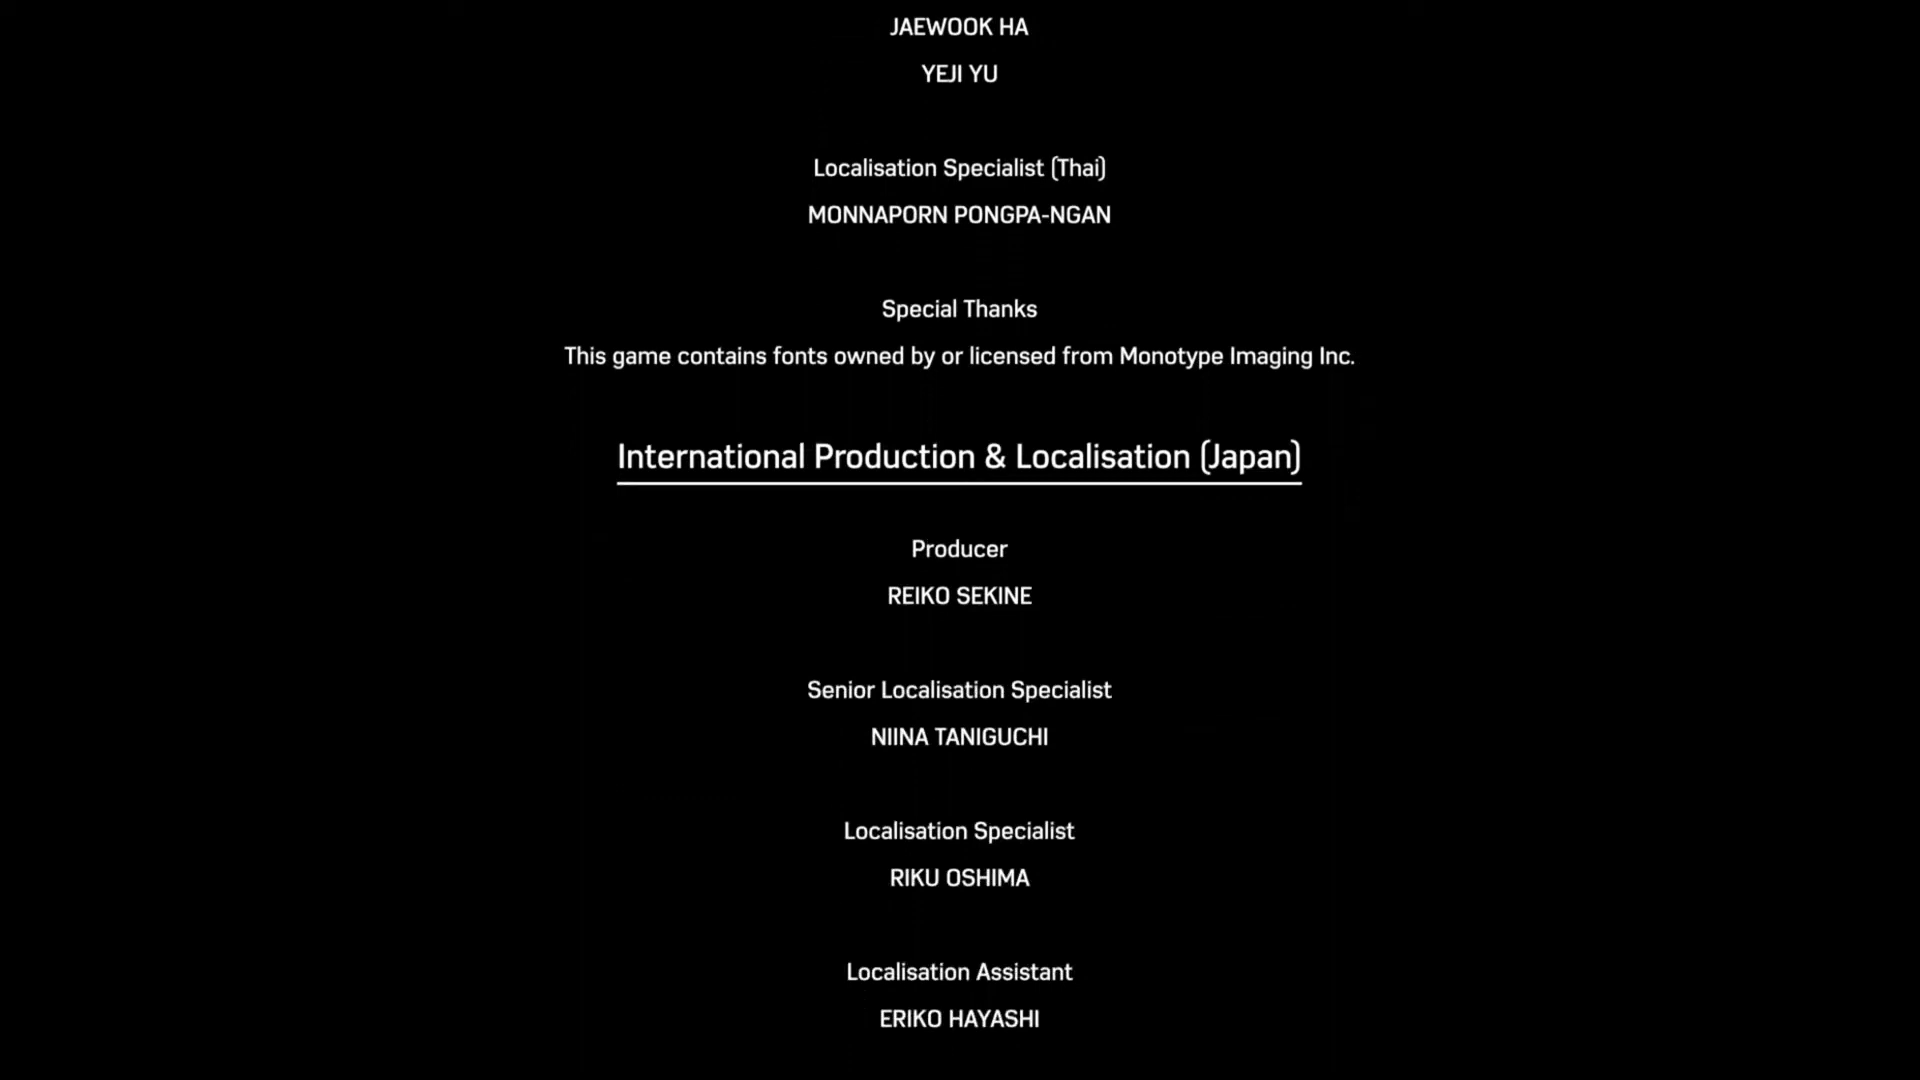 JAEWOOK HA
YEJI YU
Localisation Specialist (Thai)
MONNAPORN PONGPA-NGAN
Special Thanks
This game contains fonts owned by or licensed from Monotype Imaging Inc.
International Production & Localisation (Japan)
Producer
REIKO SEKINE
Senior Localisation Specialist
NIINA TANIGUCHI
Localisation Specialist
RIKU OSHIMA
Localisation Assistant
ERIKO HAYASHI